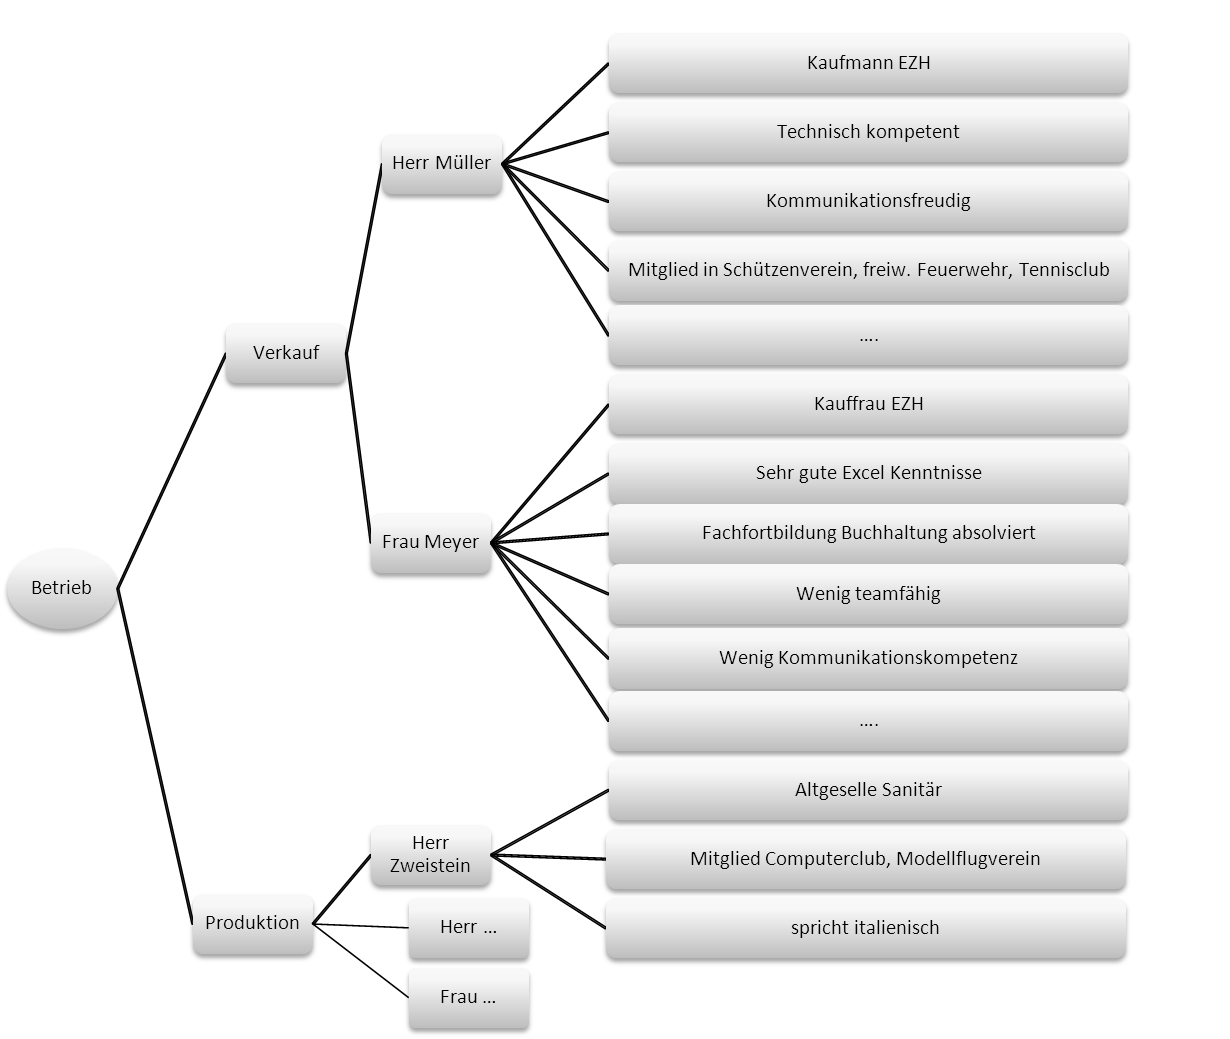 Kaufmann EZH
Technisch kompetent
Herr Müller
Kommunikationsfreudig
Mitglied in Schützenverein, freiw. Feuerwehr, Tennisclub
....
Verkauf
Kauffrau EZH
Sehr gute Excel Kenntnisse
Fachfortbildung Buchhaltung absolviert
Frau Meyer
Wenig teamfähig
Betrieb
Wenig Kommunikationskompetenz
....
Altgeselle Sanitär
Herr
Zweistein
Mitglied Computerclub, Modellflugverein
Produktion
Herr ...
spricht italienisch
Frau ...